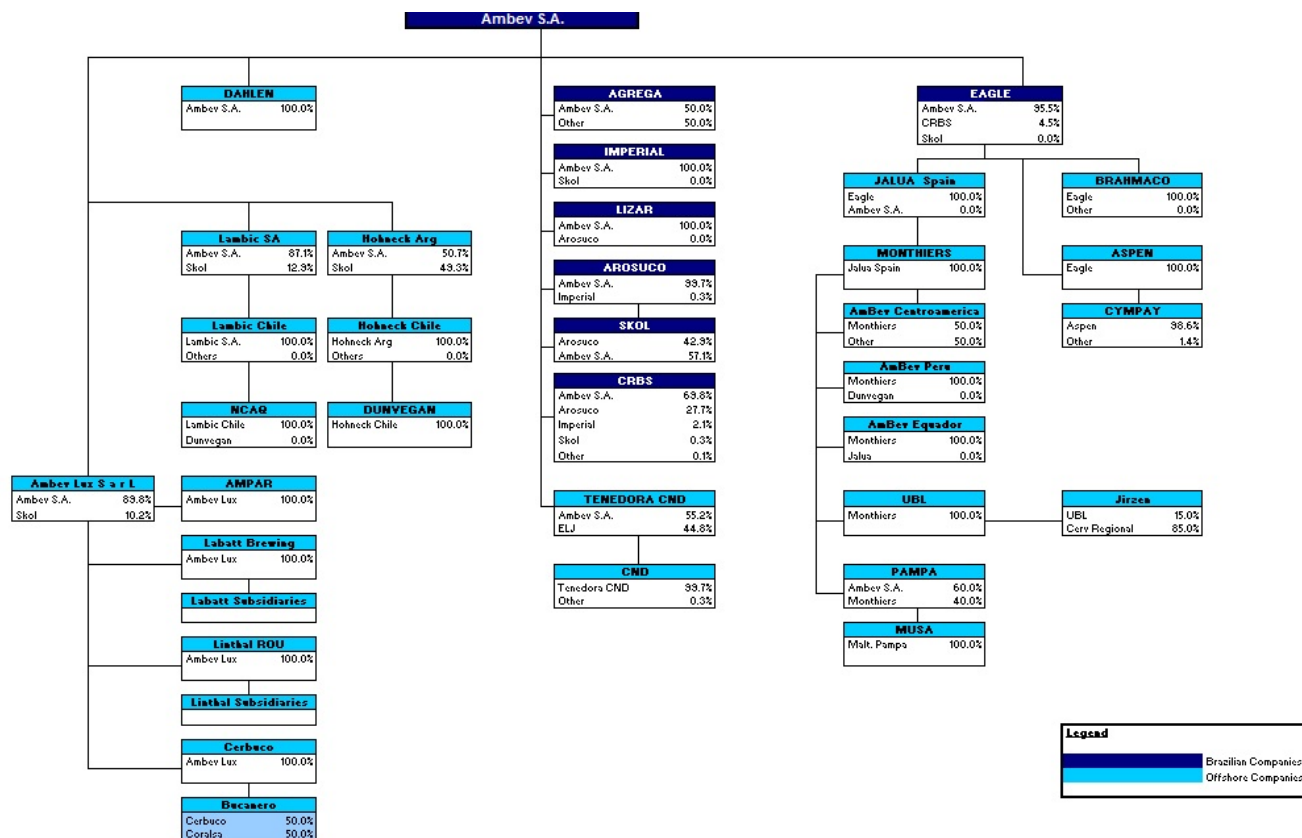 Ambev S.A.
DAHLEN
Ambev S.A. 100.0%
AGREGA
Ambev S.A. 50.0%
Other 50.0%
EAGLE
Ambev S.A. 95.5%
CRBS 4.5%
Skol 0.0%
IMPERIAL
Ambev S.A. 100.0%
Skol 0.0%
JALUA Spain
Eagle 100.0%
Ambev S.A. 0.0%
BRAHMACO
Eagle 100.0%
Other 0.0%
LIZAR
Ambev S.A. 100.0%
Arosuco 0.0%
Lambic SA
Ambev S.A. 87.1%
Skol 12.9%
Hohneck Arg
Ambev S.A. 50.7%
Skol 49.3%
MONTHIERS
Jalua Spain 100.0%
ASPEN
Eagle 100.0%
AROSUCO
Ambev S.A. 99.7%
Imperial 0.3%
AmBev Centroamerica
Monthiers 50.0%
Other 50.0%
CYMPAY
Aspen 98.6%
Other 1.4%
Lambic Chile
Lambic S.A. 100.0%
Others 0.0%
Hohneck Chile
Hohneck Arg 100.0%
Others 0.0%
SKOL
Arosuco 42.9%
Ambev S.A. 57.1%
AmBev Peru
Monthiers 100.0%
Dunvegan 0.0%
CRBS
Ambev S.A. 69.8%
Arosuco 27.7%
Imperial 2.1%
Skol 0.3%
Other 0.1%
NCAQ
Lambic Chile 100.0%
Dunvegan 0.0%
DUNVEGAN
Hohneck Chile 100.0%
AmBev Equador
Monthiers 100.0%
Jalua 0.0%
Ambev Lux S a r L
Ambev S.A. 89.8%
Skol 10.2%
AMPAR
Ambev Lux 100.0%
TENEDORA CND
Ambev S.A. 55.2%
ELJ 44.8%
UBL
Monthiers 100.0%
Jirzen
UBL 15.0%
Cerv Regional 85.0%
Labatt Brewing
Ambev Lux 100.0%
Labatt Subsidiaries
CND
Tenedora CND 99.7%
Other 0.3%
PAMPA
Ambev S.A. 60.0%
Monthiers 40.0%
MUSA
Malt. Pampa 100.0%
Linthal ROU
Ambev Lux 100.0%
Linthal Subsidiaries
Cerbuco
Ambev Lux 100.0%
Bucanero
Cerbuco 50.0%
Coralsa 50.0%
Legend
Brazilian Companies
Offshore Companies